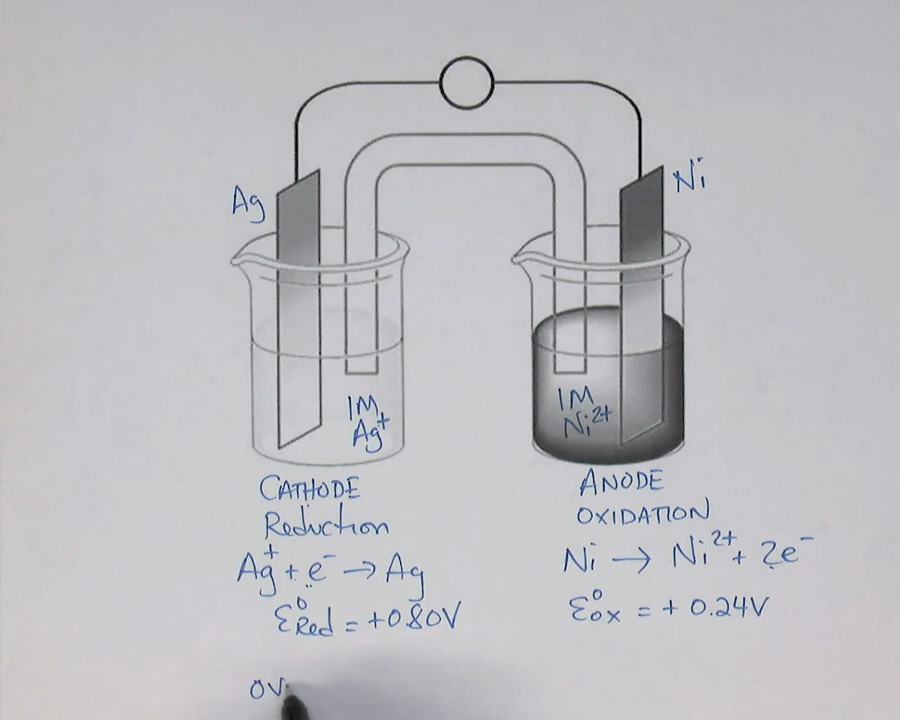 Ag
Ni
1M
Ag⁺
1M
Ni²⁺
CATHODE
Reduction
Ag⁺ + e⁻ → Ag
ℰ°Red = +0.80V
ANODE
OXIDATION
Ni → Ni²⁺ + 2e⁻
ℰ°ox = + 0.24V
OV